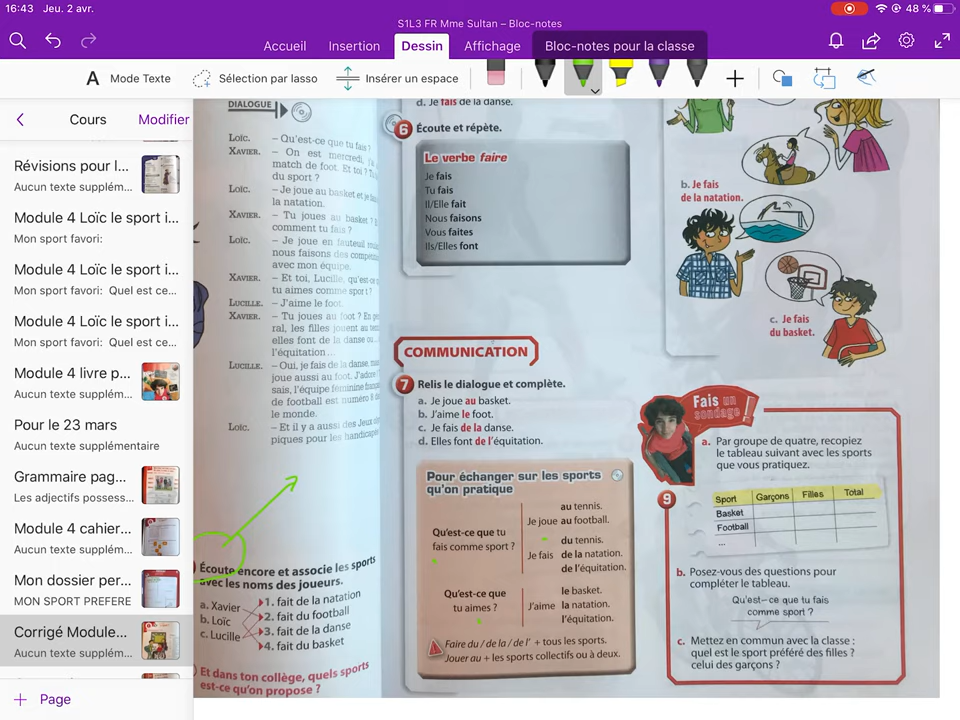 16:43 Jeu. 2 avr.
48 %
S1L3 FR Mme Sultan – Bloc-notes
Accueil
Insertion
Dessin
Affichage
Bloc-notes pour la classe
A Mode Texte
Sélection par lasso
Insérer un espace
Cours
Modifier
Révisions pour l...
Aucun texte supplém...
Module 4 Loïc le sport i...
Mon sport favori:
Module 4 Loïc le sport i...
Mon sport favori: Quel est ce...
Module 4 Loïc le sport i...
Mon sport favori: Quel est ce...
Module 4 livre p...
Aucun texte supplém...
Pour le 23 mars
Aucun texte supplémentaire
Grammaire pag...
Les adjectifs possess...
Module 4 cahier...
Aucun texte supplém...
Mon dossier per...
MON SPORT PREFERE
Corrigé Module...
Aucun texte supplém...
Page
DIALOGUE
LOÏC. – Qu'est-ce que tu fais ?
XAVIER. – On est mercredi,
match de foot. Et toi ?
du sport ?
LOÏC. – Je joue au basket et je
la natation.
XAVIER. – Tu joues au basket ?
comment tu fais ?
LOÏC. – Je joue en fauteuil
nous faisons des
avec mon équipe.
XAVIER. – Et toi, Lucille, qu'est-ce
tu aimes comme sport ?
LUCILLE. – J'aime le foot.
XAVIER. – Tu joues au foot ? En
ral, les filles jouent au
elles font de la danse ou
l'équitation...
LUCILLE. – Oui, je fais de la danse,
joue aussi au foot. J'adore
sais, l'équipe féminine
de football est numéro
le monde.
LOÏC. – Et il y a aussi des Jeux
piques pour les
Écoute encore et associe les sports
avec les noms des joueurs.
a. Xavier
b. Loïc
c. Lucille
1. fait de la natation
2. fait du football
3. fait de la danse
4. fait du basket
Et dans ton collège, quels sports
est-ce qu'on propose ?
d. Je fais de la danse.
6 Écoute et répète.
Le verbe faire
Je fais
Tu fais
Il/Elle fait
Nous faisons
Vous faites
Ils/Elles font
COMMUNICATION
7 Relis le dialogue et complète.
a. Je joue au basket.
b. J'aime le foot.
c. Je fais de la danse.
d. Elles font de l'équitation.
Pour échanger sur les sports
qu'on pratique
Qu'est-ce que tu
fais comme sport ?
au tennis.
Je joue au football.
du tennis.
Je fais de la natation.
de l'équitation.
Qu'est-ce que
tu aimes ?
le basket.
J'aime la natation.
l'équitation.
Faire du / de la / de l' + tous les sports.
Jouer au + les sports collectifs ou à deux.
b. Je fais
de la natation.
c. Je fais
du basket.
Fais un
sondage !
9
a. Par groupe de quatre, recopiez
le tableau suivant avec les sports
que vous pratiquez.
Sport Garçons Filles Total
Basket
Football
...
b. Posez-vous des questions pour
compléter le tableau.
Qu'est-ce que tu fais
comme sport ?
c. Mettez en commun avec la classe :
quel est le sport préféré des filles ?
celui des garçons ?